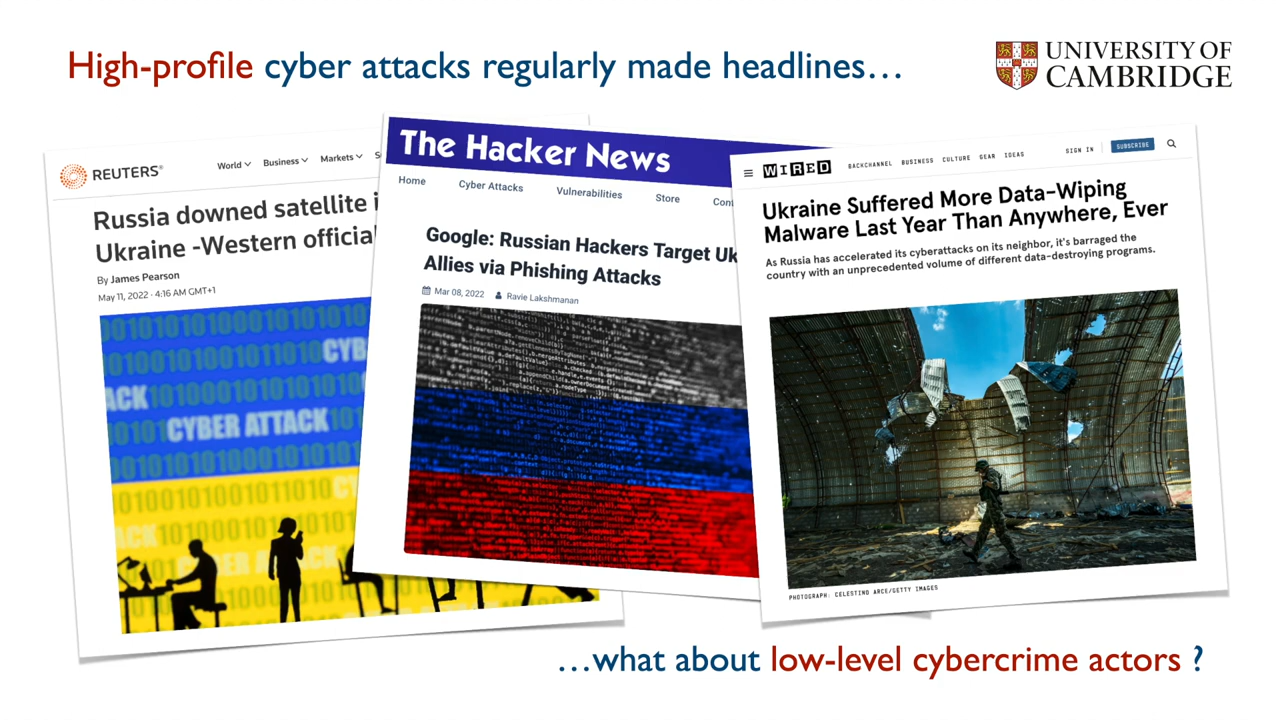 High-profile cyber attacks regularly made headlines…
UNIVERSITY OF
CAMBRIDGE
REUTERS®
World Business Markets
Russia downed satellite
Ukraine -Western
By James Pearson
May 11, 2022 · 4:16 AM GMT+1
CYBER ATTACK
The Hacker News
Home Cyber Attacks Vulnerabilities Store
Google: Russian Hackers Target
Allies via Phishing Attacks
Mar 08, 2022 Ravie Lakshmanan
WIRED
BACKCHANNEL BUSINESS CULTURE GEAR IDEAS
SIGN IN SUBSCRIBE
Ukraine Suffered More Data-Wiping
Malware Last Year Than Anywhere, Ever
As Russia has accelerated its cyberattacks on its neighbor, it's barraged the
country with an unprecedented volume of different data-destroying programs.
PHOTOGRAPH: CELESTINO ARCE/GETTY IMAGES
…what about low-level cybercrime actors ?